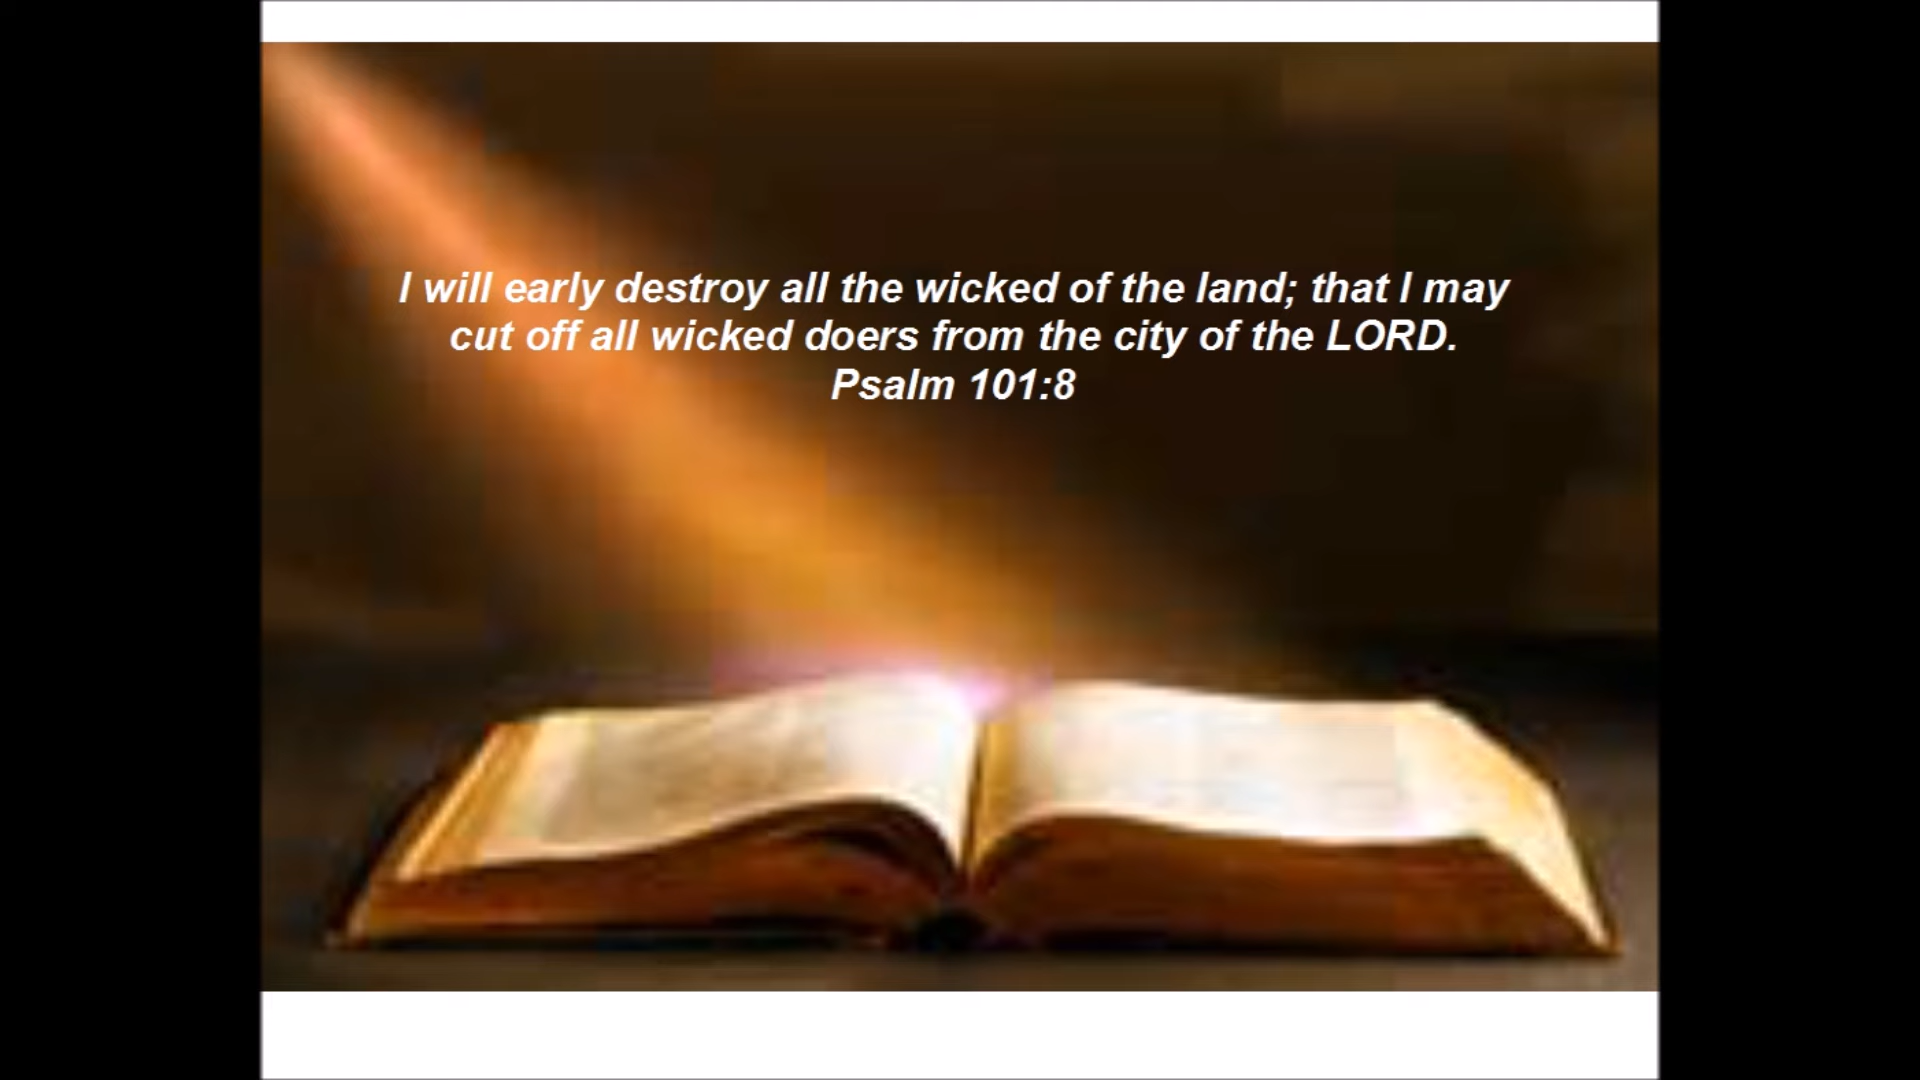 I will early destroy all the wicked of the land; that I may
cut off all wicked doers from the city of the LORD.
Psalm 101:8